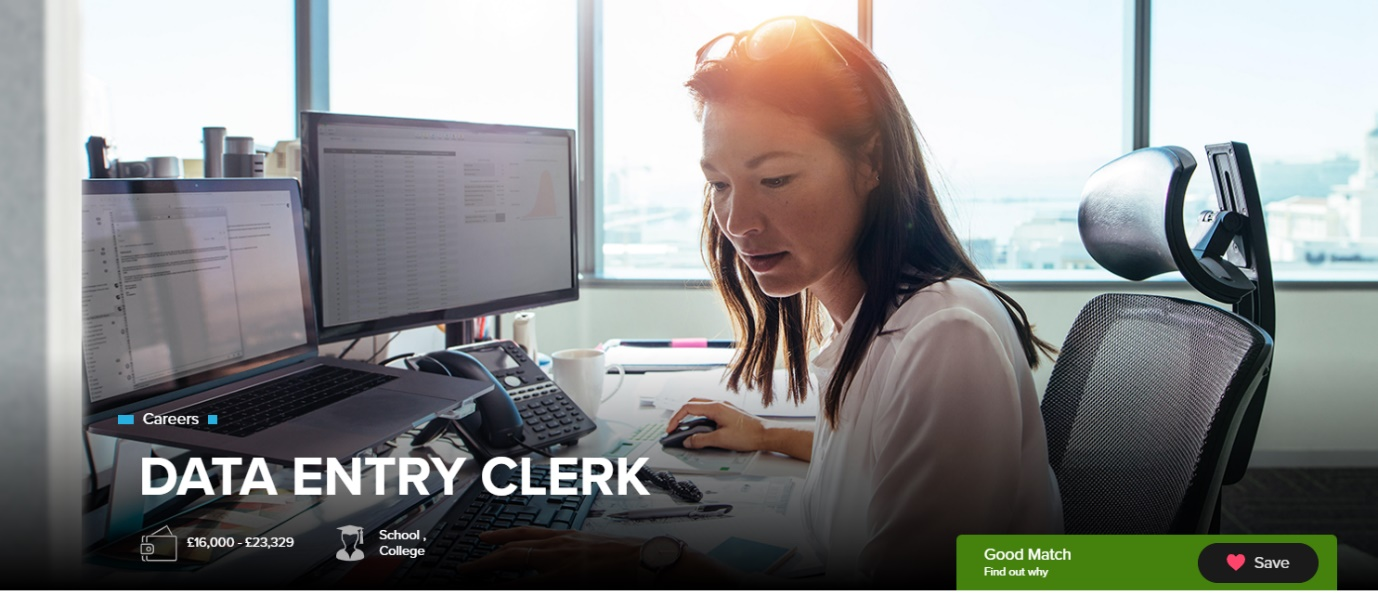 Careers
DATA ENTRY CLERK
£16,000 - £23,329
School ,
College
Good Match
Find out why
Save